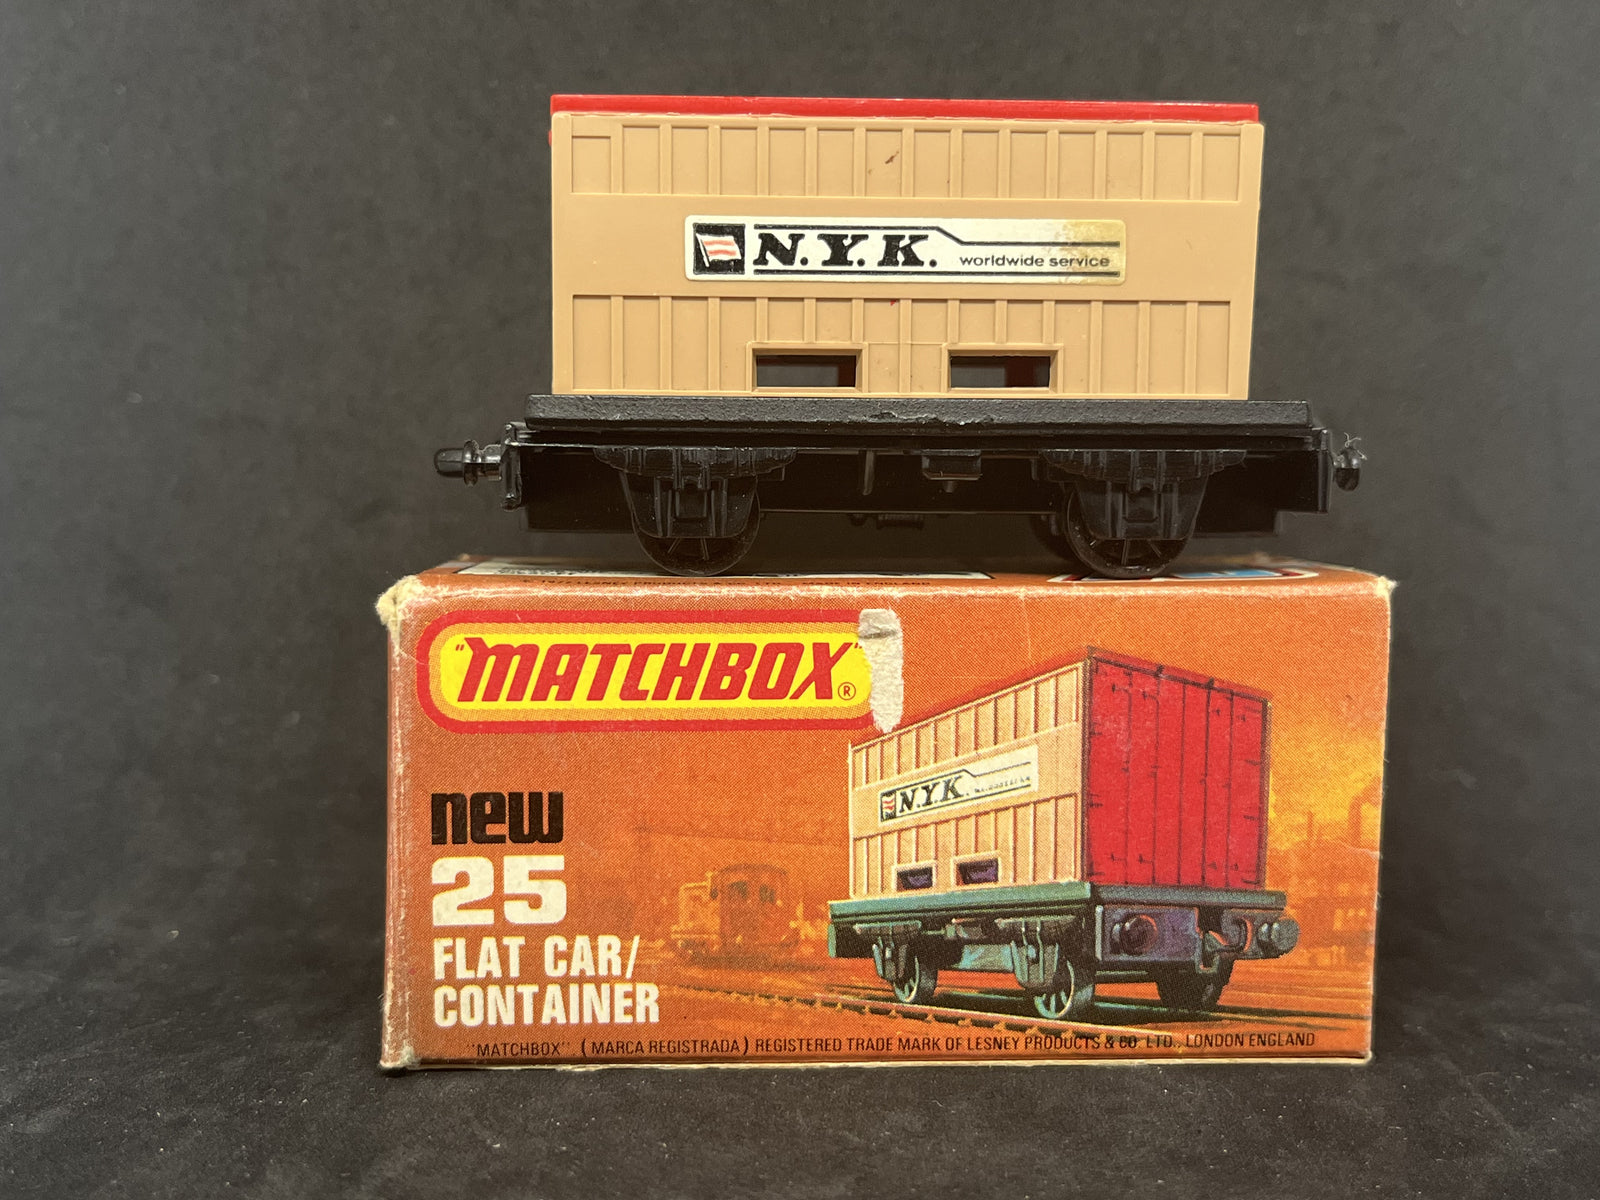 N.Y.K.
worldwide service
"MATCHBOX"®
N.Y.K.
new
25
FLAT CAR/
CONTAINER
"MATCHBOX" (MARCA REGISTRADA) REGISTERED TRADE MARK OF LESNEY PRODUCTS & CO. LTD., LONDON ENGLAND